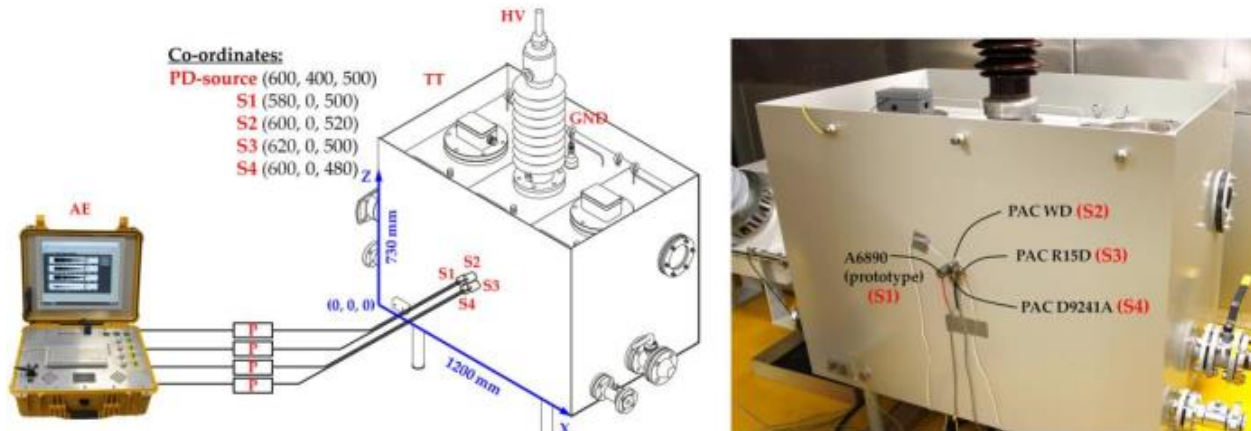 Co-ordinates:
PD-source (600, 400, 500)
S1 (580, 0, 500)
S2 (600, 0, 520)
S3 (620, 0, 500)
S4 (600, 0, 480)
HV
TT
GND
Z
730 mm
AE
S1
S2
S3
S4
(0, 0, 0)
P
P
P
P
1200 mm
X
PAC WD (S2)
A6890
(prototype)
(S1)
PAC R15D (S3)
PAC D9241A (S4)